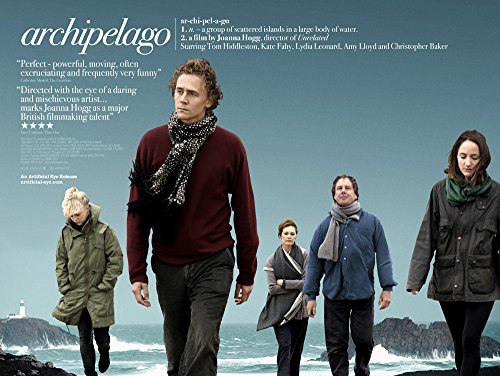 archipelago
ar·chi·pel·a·go
1. n. – a group of scattered islands in a large body of water.
2. a film by Joanna Hogg, director of Unrelated
Starring Tom Hiddleston, Kate Fahy, Lydia Leonard, Amy Lloyd and Christopher Baker
"Perfect - powerful, moving, often
excruciating and frequently very funny"
"Directed with the eye of a daring
and mischievous artist...
marks Joanna Hogg as a major
British filmmaking talent"
★★★★
An Artificial Eye Release
artificial-eye.com